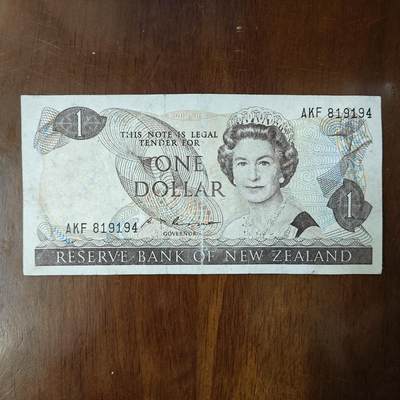 AKF 819194
1
THIS NOTE IS LEGAL
TENDER FOR
ONE
DOLLAR
1
AKF 819194
GOVERNOR
RESERVE BANK OF NEW ZEALAND